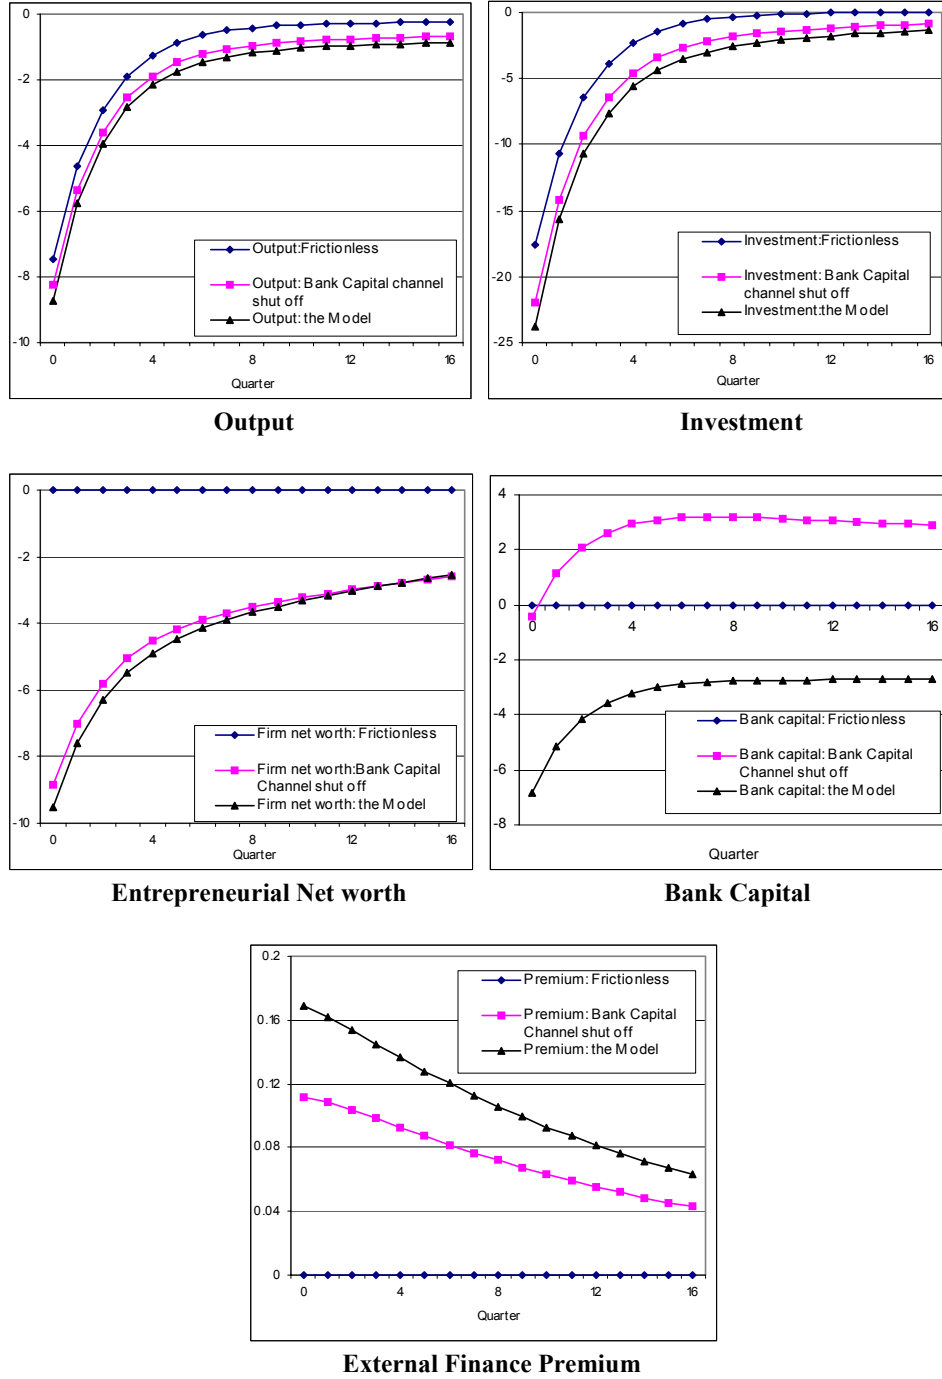 0
-2
-4
-6
-8
-10
0
4
8
12
16
Quarter
Output:Frictionless
Output: Bank Capital channel
shut off
Output: the Model
Output
0
-5
-10
-15
-20
-25
0
4
8
12
16
Quarter
Investment:Frictionless
Investment: Bank Capital
channel shut off
Investment:the Model
Investment
0
-2
-4
-6
-8
-10
0
4
8
12
16
Quarter
Firm net worth: Frictionless
Firm net worth:Bank Capital
Channel shut off
Firm net worth: the Model
Entrepreneurial Net worth
4
2
0
-2
-4
-6
-8
0
4
8
12
16
Bank capital: Frictionless
Bank capital: Bank Capital
Channel shut off
Bank capital: the Model
Quarter
Bank Capital
0.2
0.16
0.12
0.08
0.04
0
0
4
8
12
16
Quarter
Premium: Frictionless
Premium: Bank Capital
Channel shut off
Premium: the Model
External Finance Premium